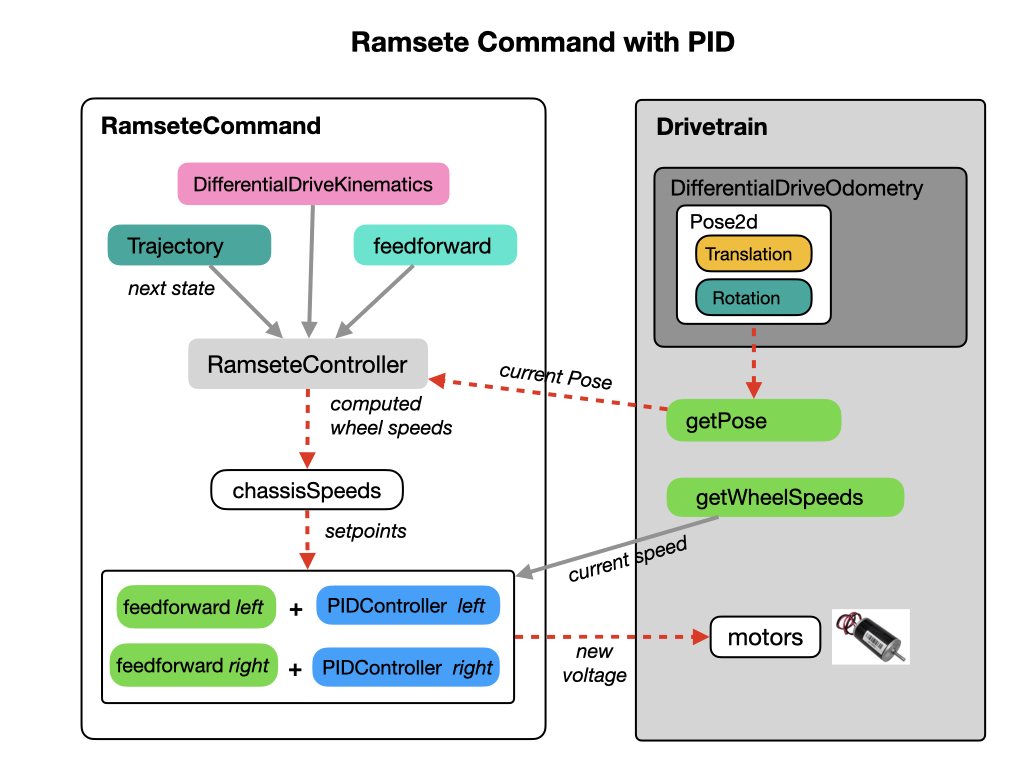 Ramsete Command with PID
RamseteCommand
DifferentialDriveKinematics
Trajectory
feedforward
next state
RamseteController
computed
wheel speeds
chassisSpeeds
setpoints
feedforward left + PIDController left
feedforward right + PIDController right
current Pose
current speed
new
voltage
Drivetrain
DifferentialDriveOdometry
Pose2d
Translation
Rotation
getPose
getWheelSpeeds
motors